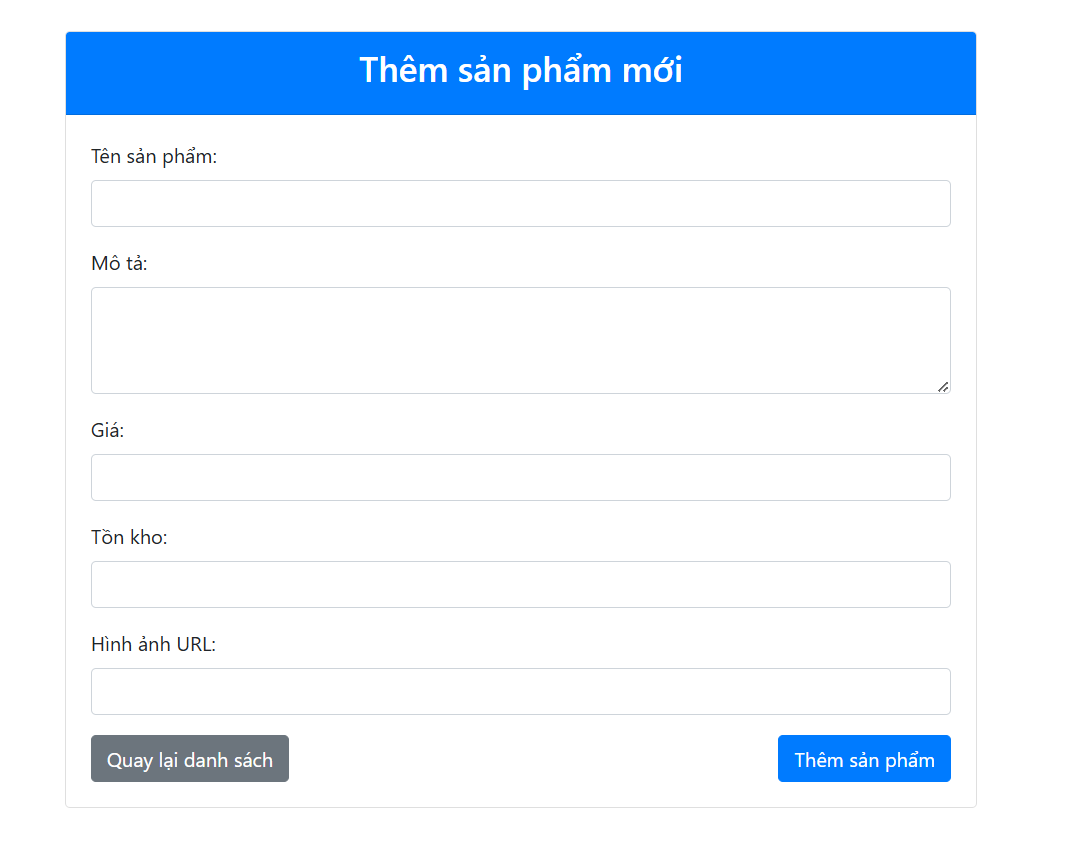 Thêm sản phẩm mới
Tên sản phẩm:
Mô tả:
Giá:
Tồn kho:
Hình ảnh URL:
Quay lại danh sách
Thêm sản phẩm